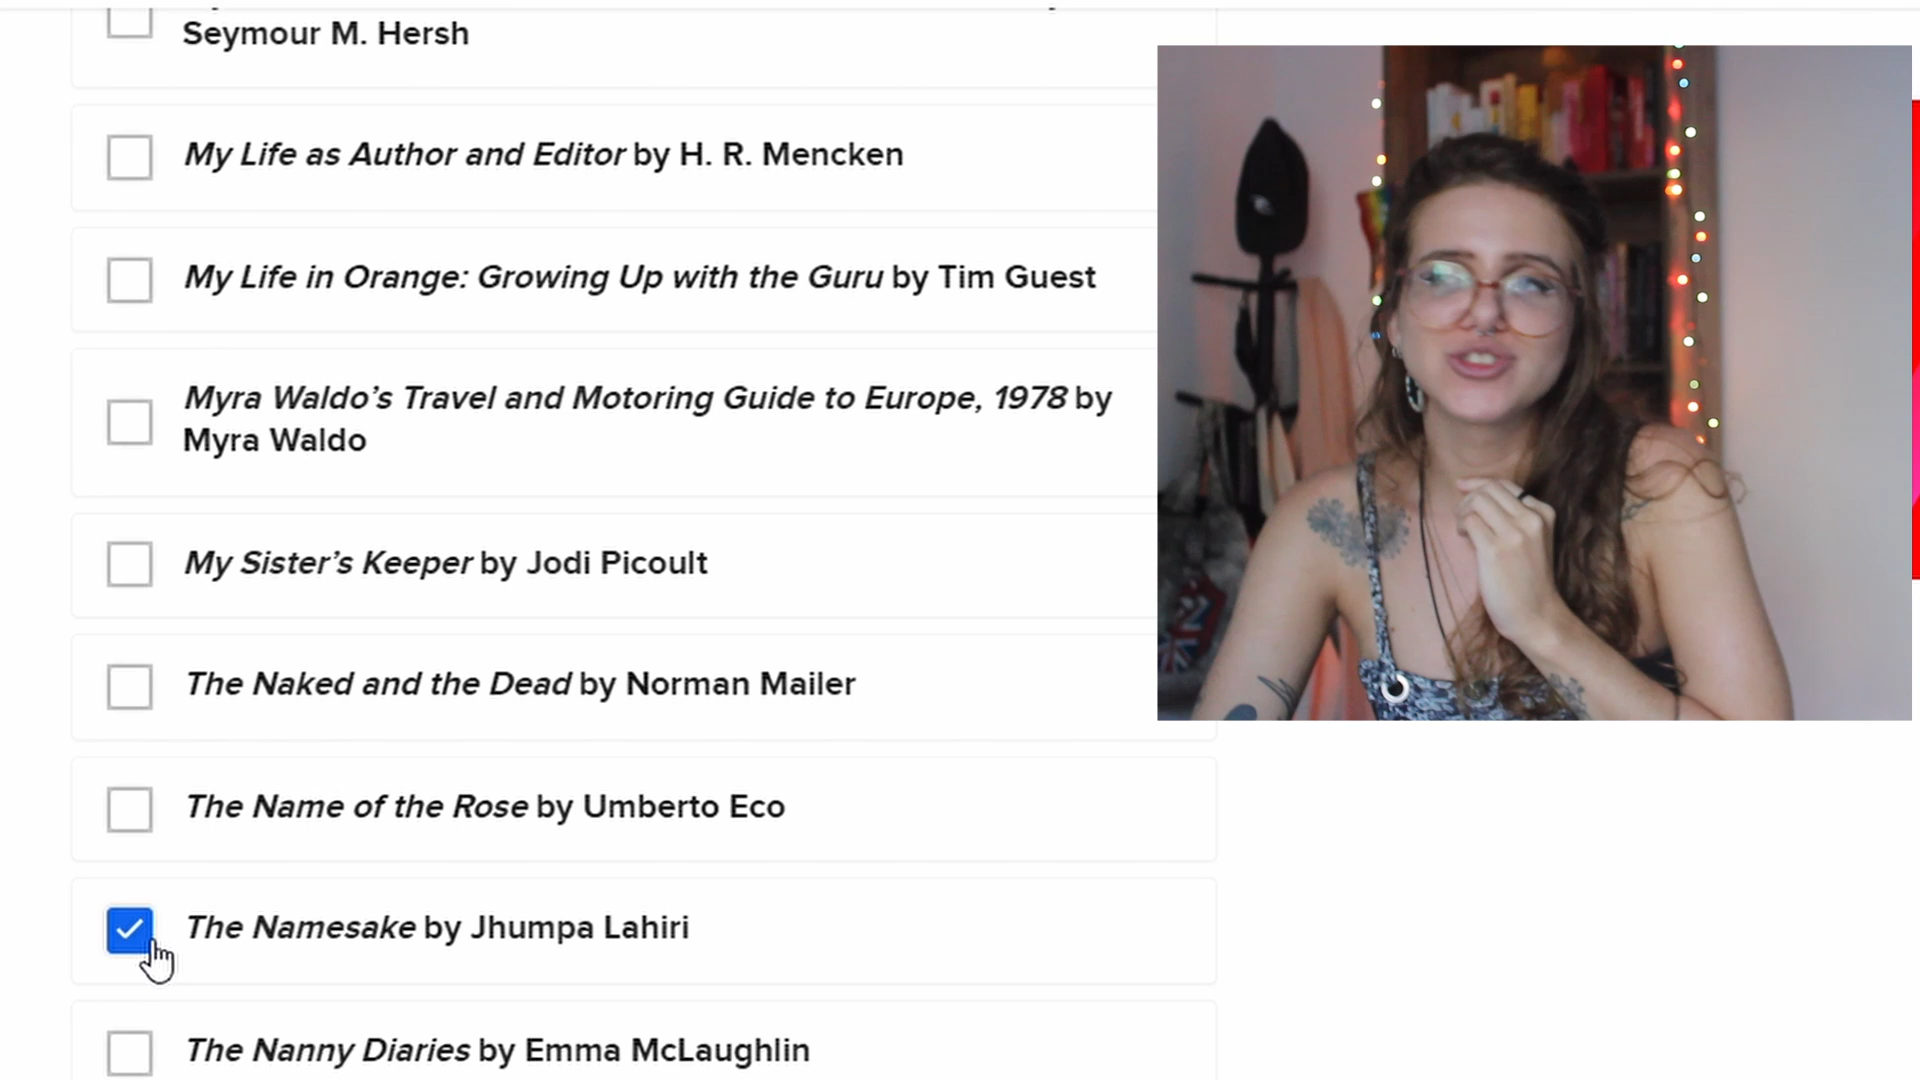 Seymour M. Hersh
My Life as Author and Editor by H. R. Mencken
My Life in Orange: Growing Up with the Guru by Tim Guest
Myra Waldo’s Travel and Motoring Guide to Europe, 1978 by
Myra Waldo
My Sister’s Keeper by Jodi Picoult
The Naked and the Dead by Norman Mailer
The Name of the Rose by Umberto Eco
The Namesake by Jhumpa Lahiri
The Nanny Diaries by Emma McLaughlin